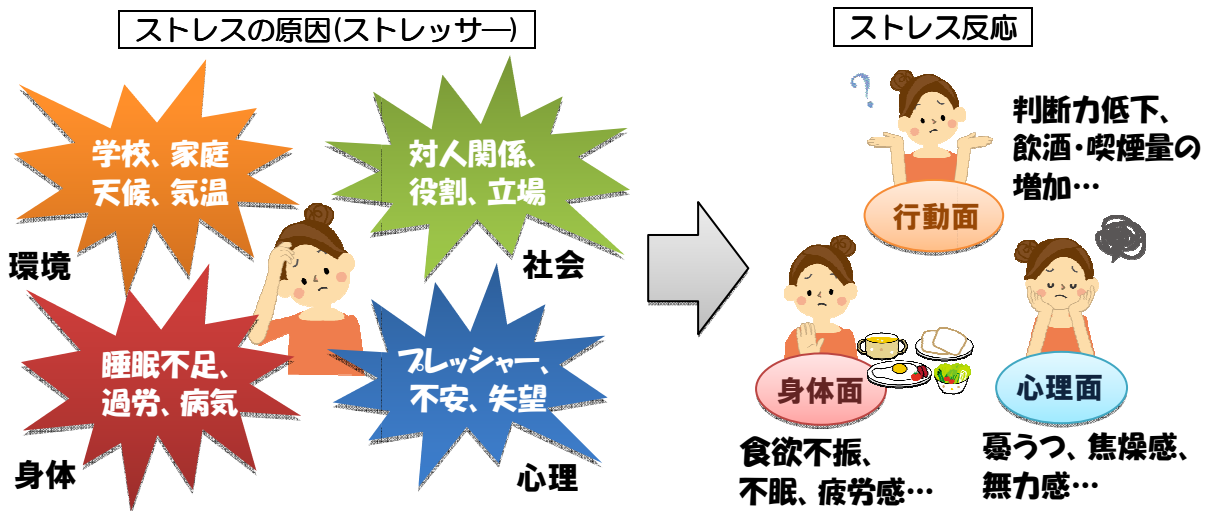 ストレスの原因(ストレッサー)
学校、家庭
天候、気温
環境
対人関係、
役割、立場
社会
睡眠不足、
過労、病気
身体
プレッシャー、
不安、失望
心理
ストレス反応
?
判断力低下、
飲酒・喫煙量の
増加…
行動面
身体面
食欲不振、
不眠、疲労感…
心理面
憂うつ、焦燥感、
無力感…